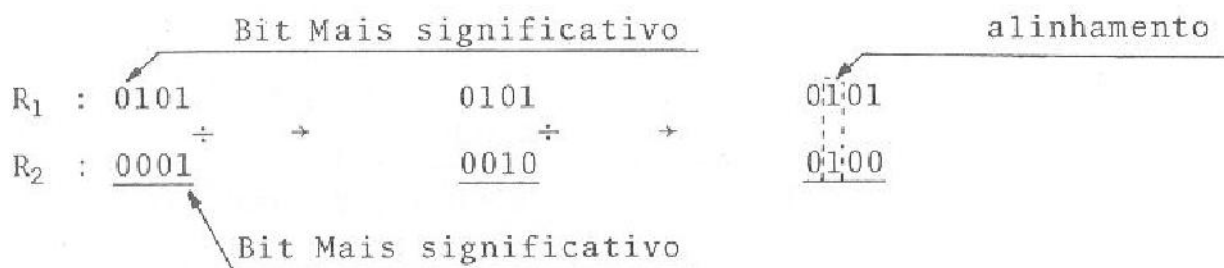 Bit Mais significativo alinhamento
R₁ : 0101 0101 0101
÷ → ÷ →
R₂ : 0001 0010 0100
Bit Mais significativo